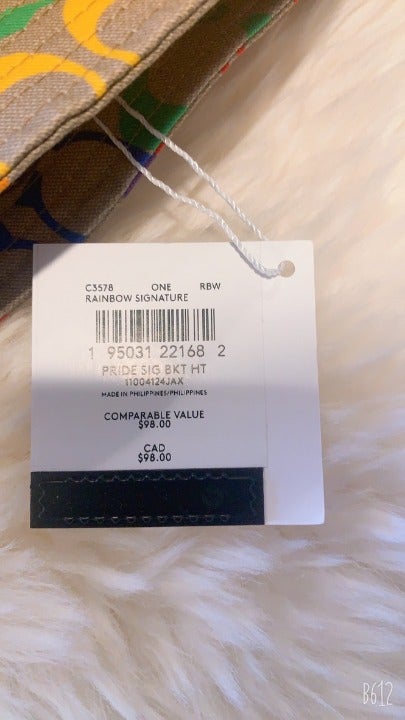 C3578 ONE RBW
RAINBOW SIGNATURE
1 95031 22168 2
PRIDE SIG BKT HT
11004124JAX
MADE IN PHILIPPINES/PHILIPPINES
COMPARABLE VALUE
$98.00
CAD
$98.00
B612